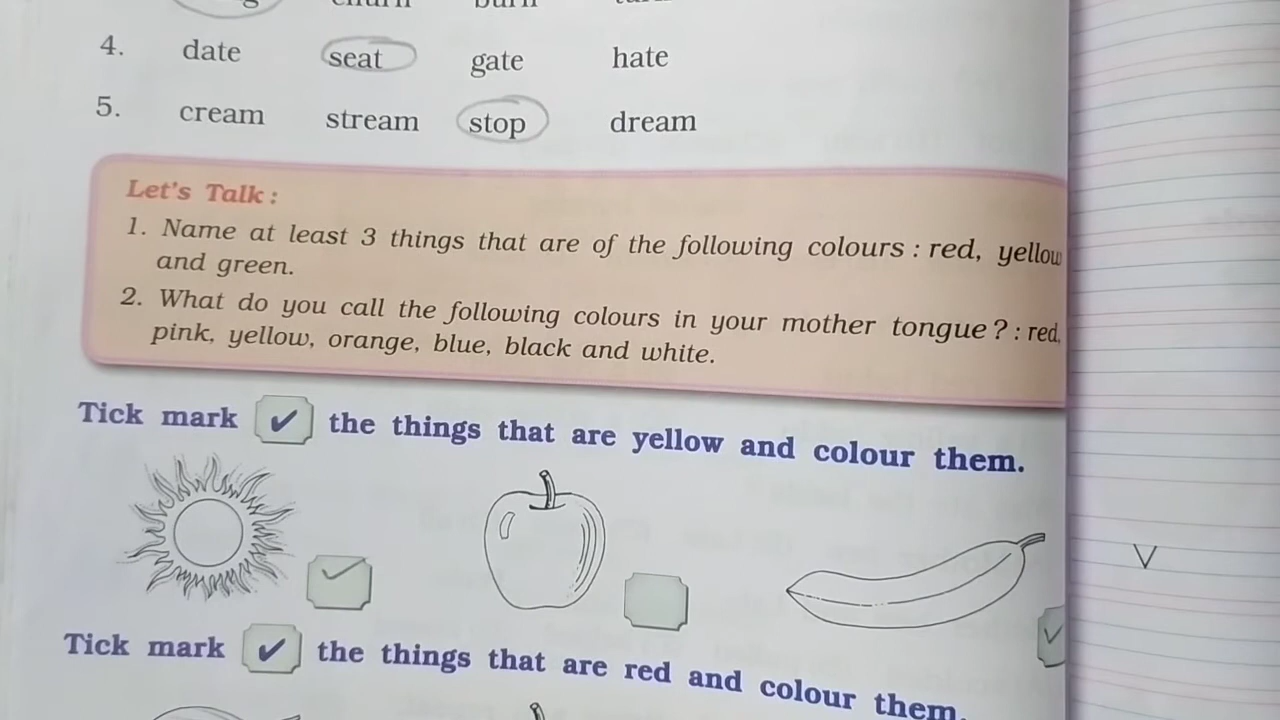 burn
4. date seat gate hate
5. cream stream stop dream
Let's Talk :
1. Name at least 3 things that are of the following colours : red, yellow
and green.
2. What do you call the following colours in your mother tongue ? : red,
pink, yellow, orange, blue, black and white.
Tick mark ✔ the things that are yellow and colour them.
Tick mark ✔ the things that are red and colour them.